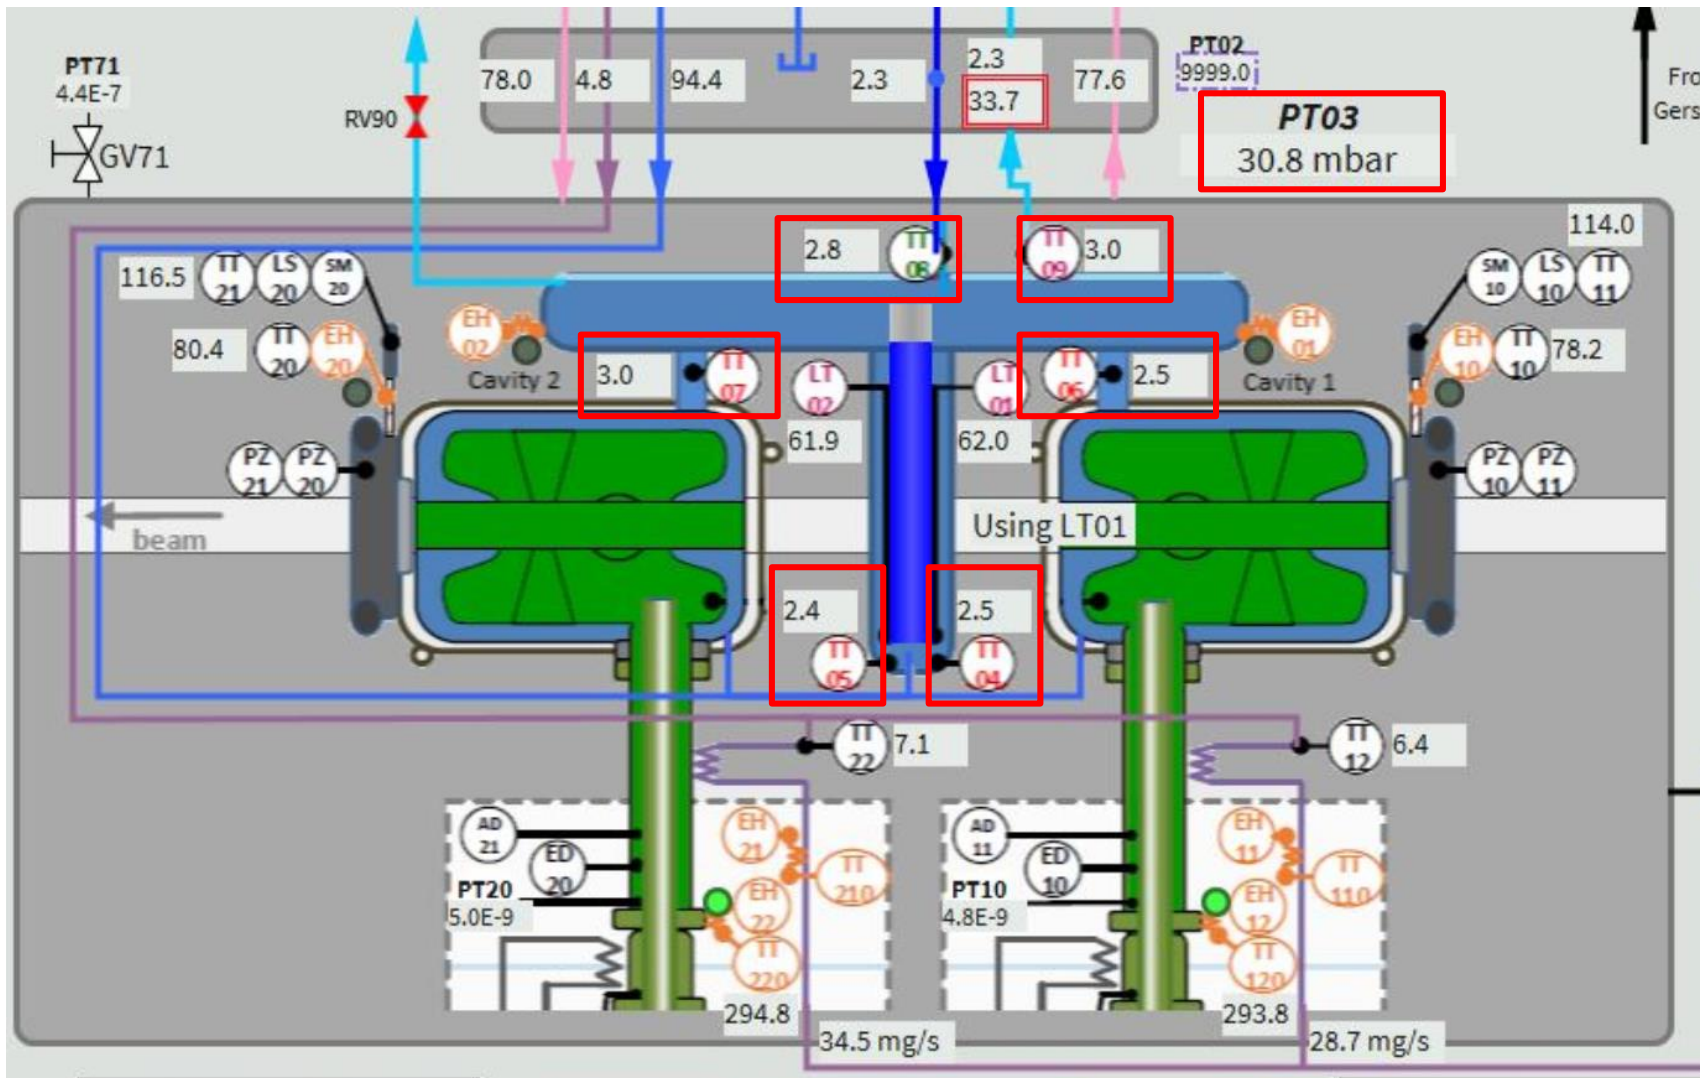 PT71
4.4E-7
GV71
RV90
78.0
4.8
94.4
2.3
2.3
33.7
77.6
PT02
9999.0
PT03
30.8 mbar
Fro
Gers
2.8
TT
08
TT
09
3.0
114.0
116.5
TT
21
LS
20
SM
20
SM
10
LS
10
TT
11
80.4
TT
20
EH
20
EH
02
Cavity 2
3.0
TT
07
LT
02
LT
01
TT
06
2.5
EH
01
Cavity 1
EH
10
TT
10
78.2
61.9
62.0
PZ
21
PZ
20
PZ
10
PZ
11
beam
Using LT01
2.4
TT
05
2.5
TT
04
TT
22
7.1
TT
12
6.4
AD
21
ED
20
PT20
5.0E-9
EH
21
TT
210
EH
22
TT
220
294.8
34.5 mg/s
AD
11
ED
10
PT10
4.8E-9
EH
11
TT
110
EH
12
TT
120
293.8
28.7 mg/s